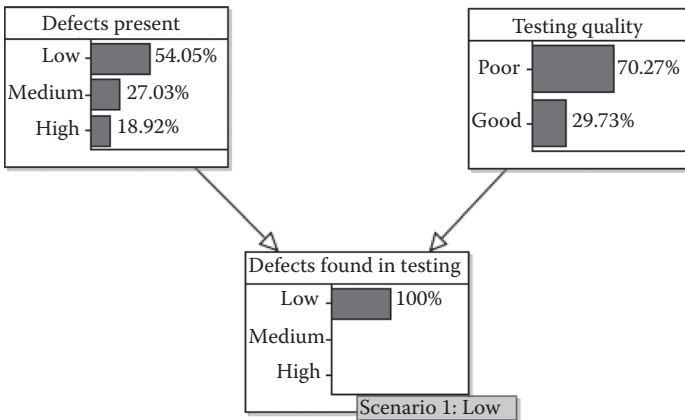 Defects present
Low 54.05%
Medium 27.03%
High 18.92%
Testing quality
Poor 70.27%
Good 29.73%
Defects found in testing
Low 100%
Medium
High
Scenario 1: Low